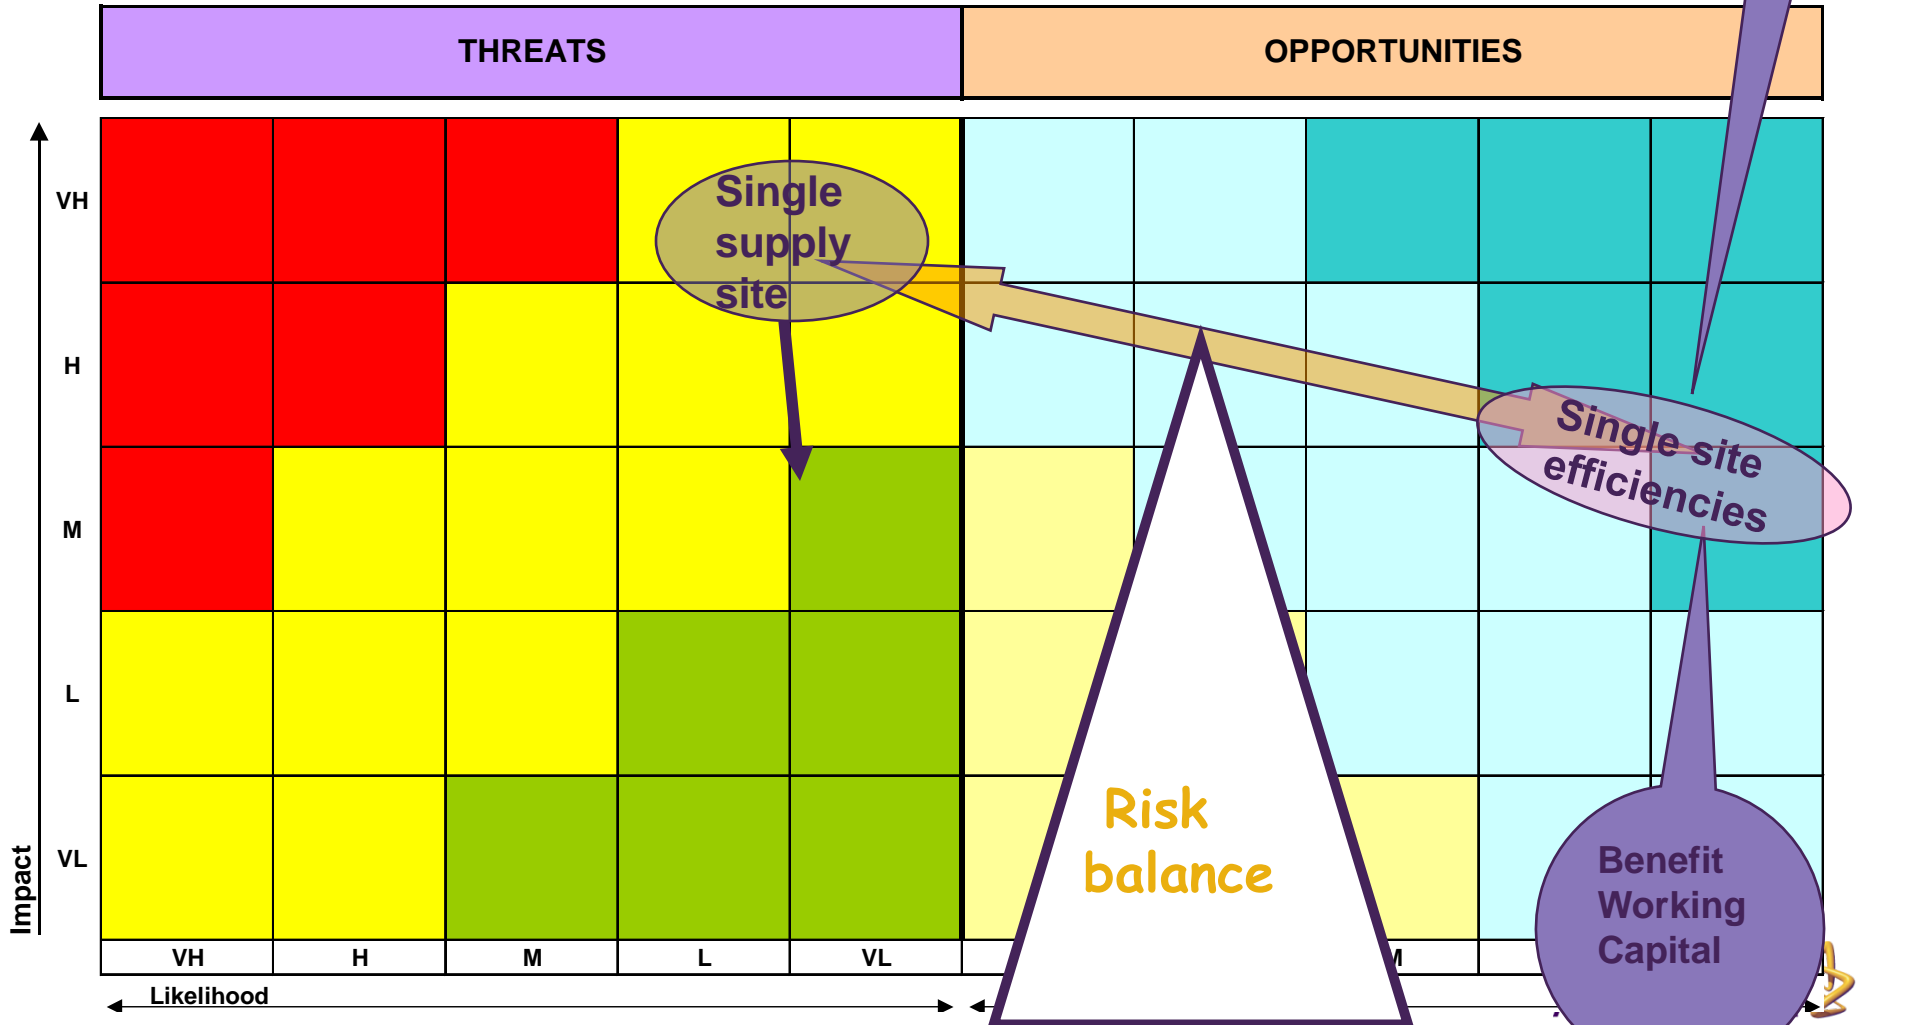 THREATS
OPPORTUNITIES
VH
Single
supply
site
H
Single site
efficiencies
M
L
Risk
balance
VL
Benefit
Working
Capital
Impact
VH
H
M
L
VL
M
Likelihood